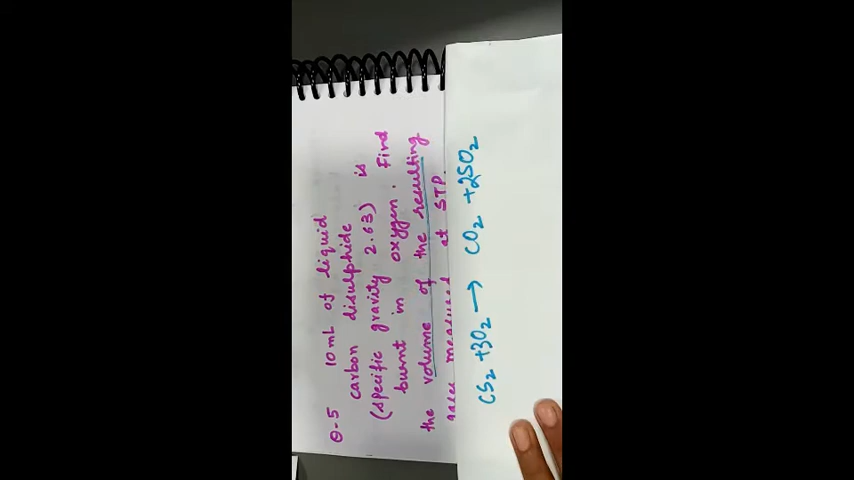 Q-5 10 mL of liquid
carbon disulphide
(specific gravity 2.63) is
burnt in oxygen. Find
the volume of the resulting
gases measured at STP.
CS2 + 3O2 → CO2 + 2SO2